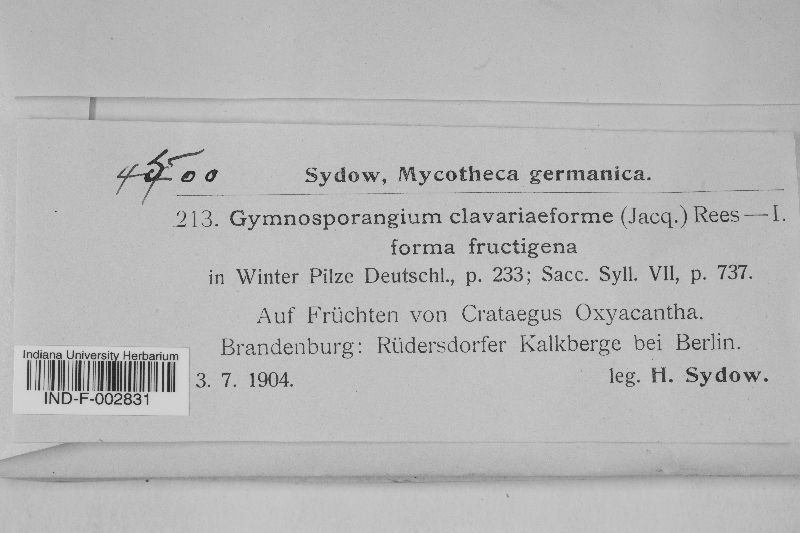 Sydow, Mycotheca germanica.
213. Gymnosporangium clavariaeforme (Jacq.) Rees — I.
forma fructigena
in Winter Pilze Deutschl., p. 233; Sacc. Syll. VII, p. 737.
Auf Früchten von Crataegus Oxyacantha.
Brandenburg: Rüdersdorfer Kalkberge bei Berlin.
3. 7. 1904. leg. H. Sydow.
Indiana University Herbarium
IND-F-002831